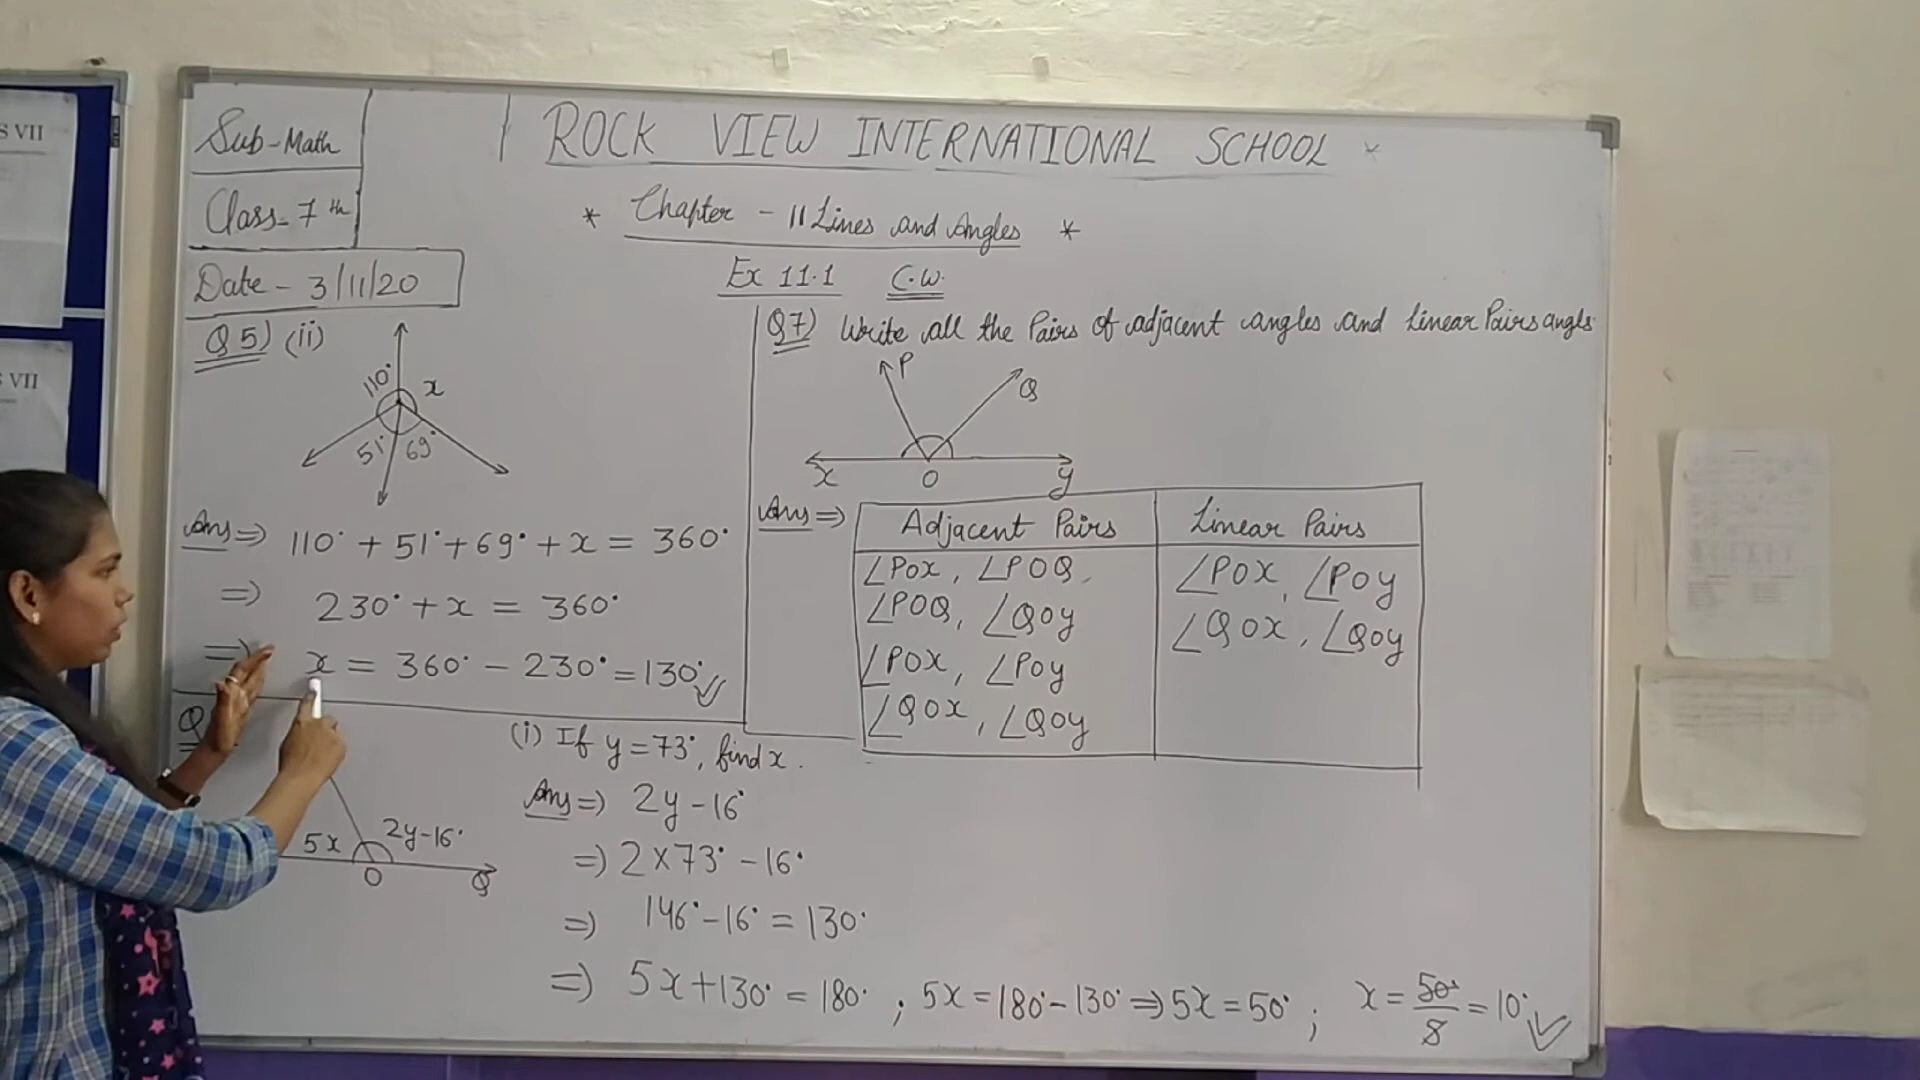 S VII
VII
Sub-Math
Class-7th
Date - 3/11/20
ROCK VIEW INTERNATIONAL SCHOOL *
* Chapter - 11 Lines and Angles *
Ex 11.1 C.W.
Q5) (ii)
110°
x
51°
69°
Ans => 110° + 51° + 69° + x = 360°
=> 230° + x = 360°
=> x = 360° - 230° = 130° ✓
Q7) Write all the Pairs of adjacent angles and Linear Pairs angls
P
Q
x
O
y
Ans =>
Adjacent Pairs
Linear Pairs
∠POX, ∠POQ,
∠POQ, ∠QOY
∠POX, ∠POY
∠QOX, ∠QOY
∠POX, ∠POY
∠QOX, ∠QOY
Q
5x
2y-16°
O
Q
(i) If y = 73°, find x.
Ans => 2y - 16°
=> 2 × 73° - 16°
=> 146° - 16° = 130°
=> 5x + 130° = 180° ; 5x = 180° - 130° => 5x = 50° ; x = 50°/8 = 10° ✓